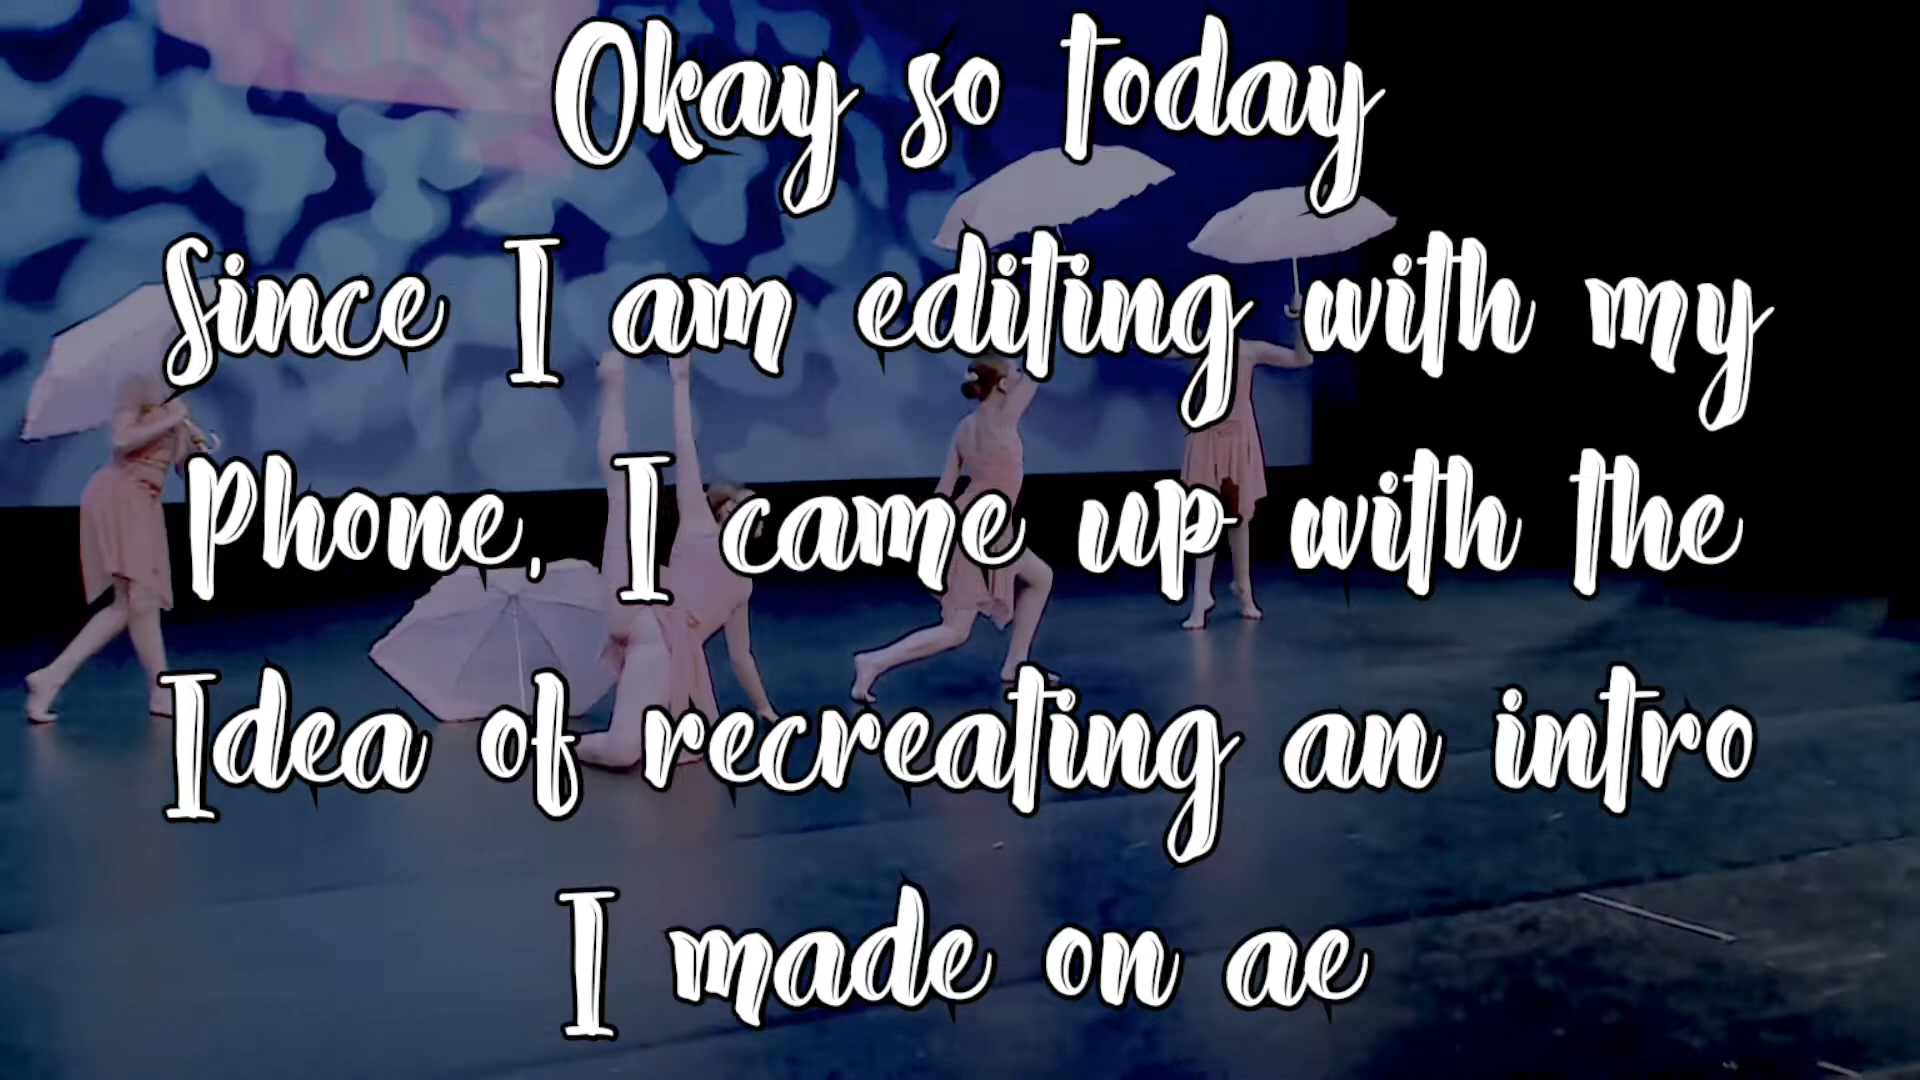 Okay so today
Since I am editing with my
Phone, I came up with the
Idea of recreating an intro
I made on ae